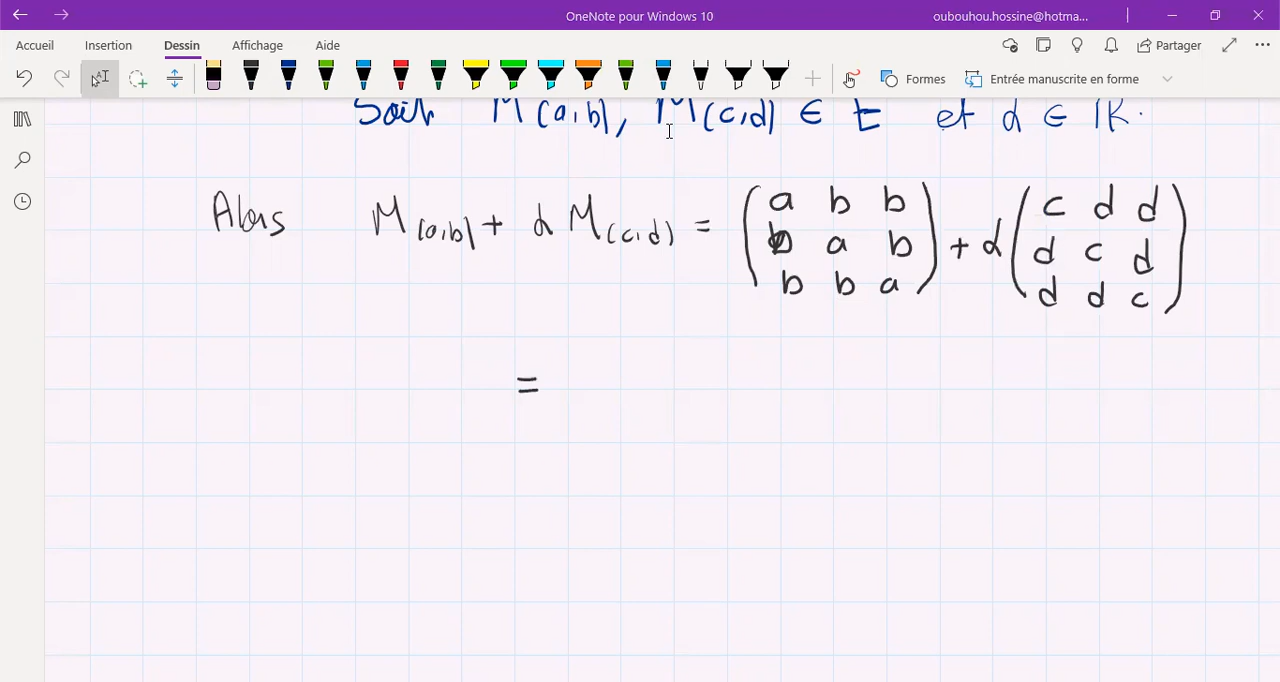 OneNote pour Windows 10
oubouhou.hossine@hotma...
Accueil Insertion Dessin Affichage Aide
Partager
Formes
Entrée manuscrite en forme
Soit M(a,b), M(c,d) ∈ E et α ∈ IK.
Alors M(a,b) + α M(c,d) = ( a b b ) + α ( c d d )
( b a b ) ( d c d )
( b b a ) ( d d c )
=